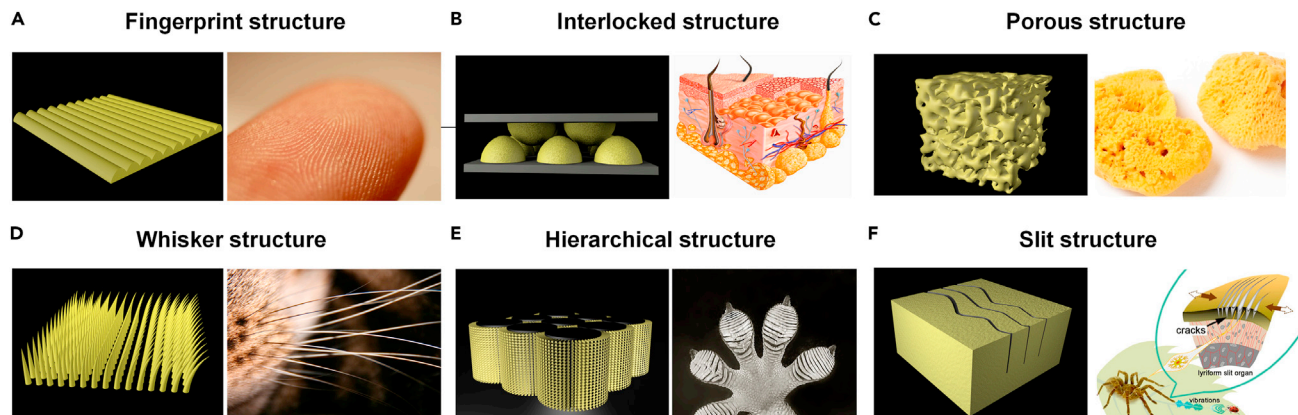 A Fingerprint structure
B Interlocked structure
C Porous structure
D Whisker structure
E Hierarchical structure
F Slit structure
cracks
lyriform slit organ
vibrations